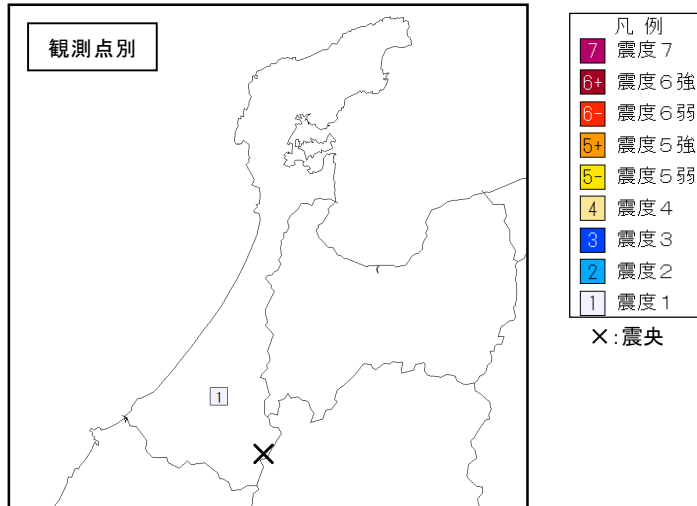 観測点別
凡 例
7 震度７
6+ 震度６強
6- 震度６弱
5+ 震度５強
5- 震度５弱
4 震度４
3 震度３
2 震度２
1 震度１
×:震央
1